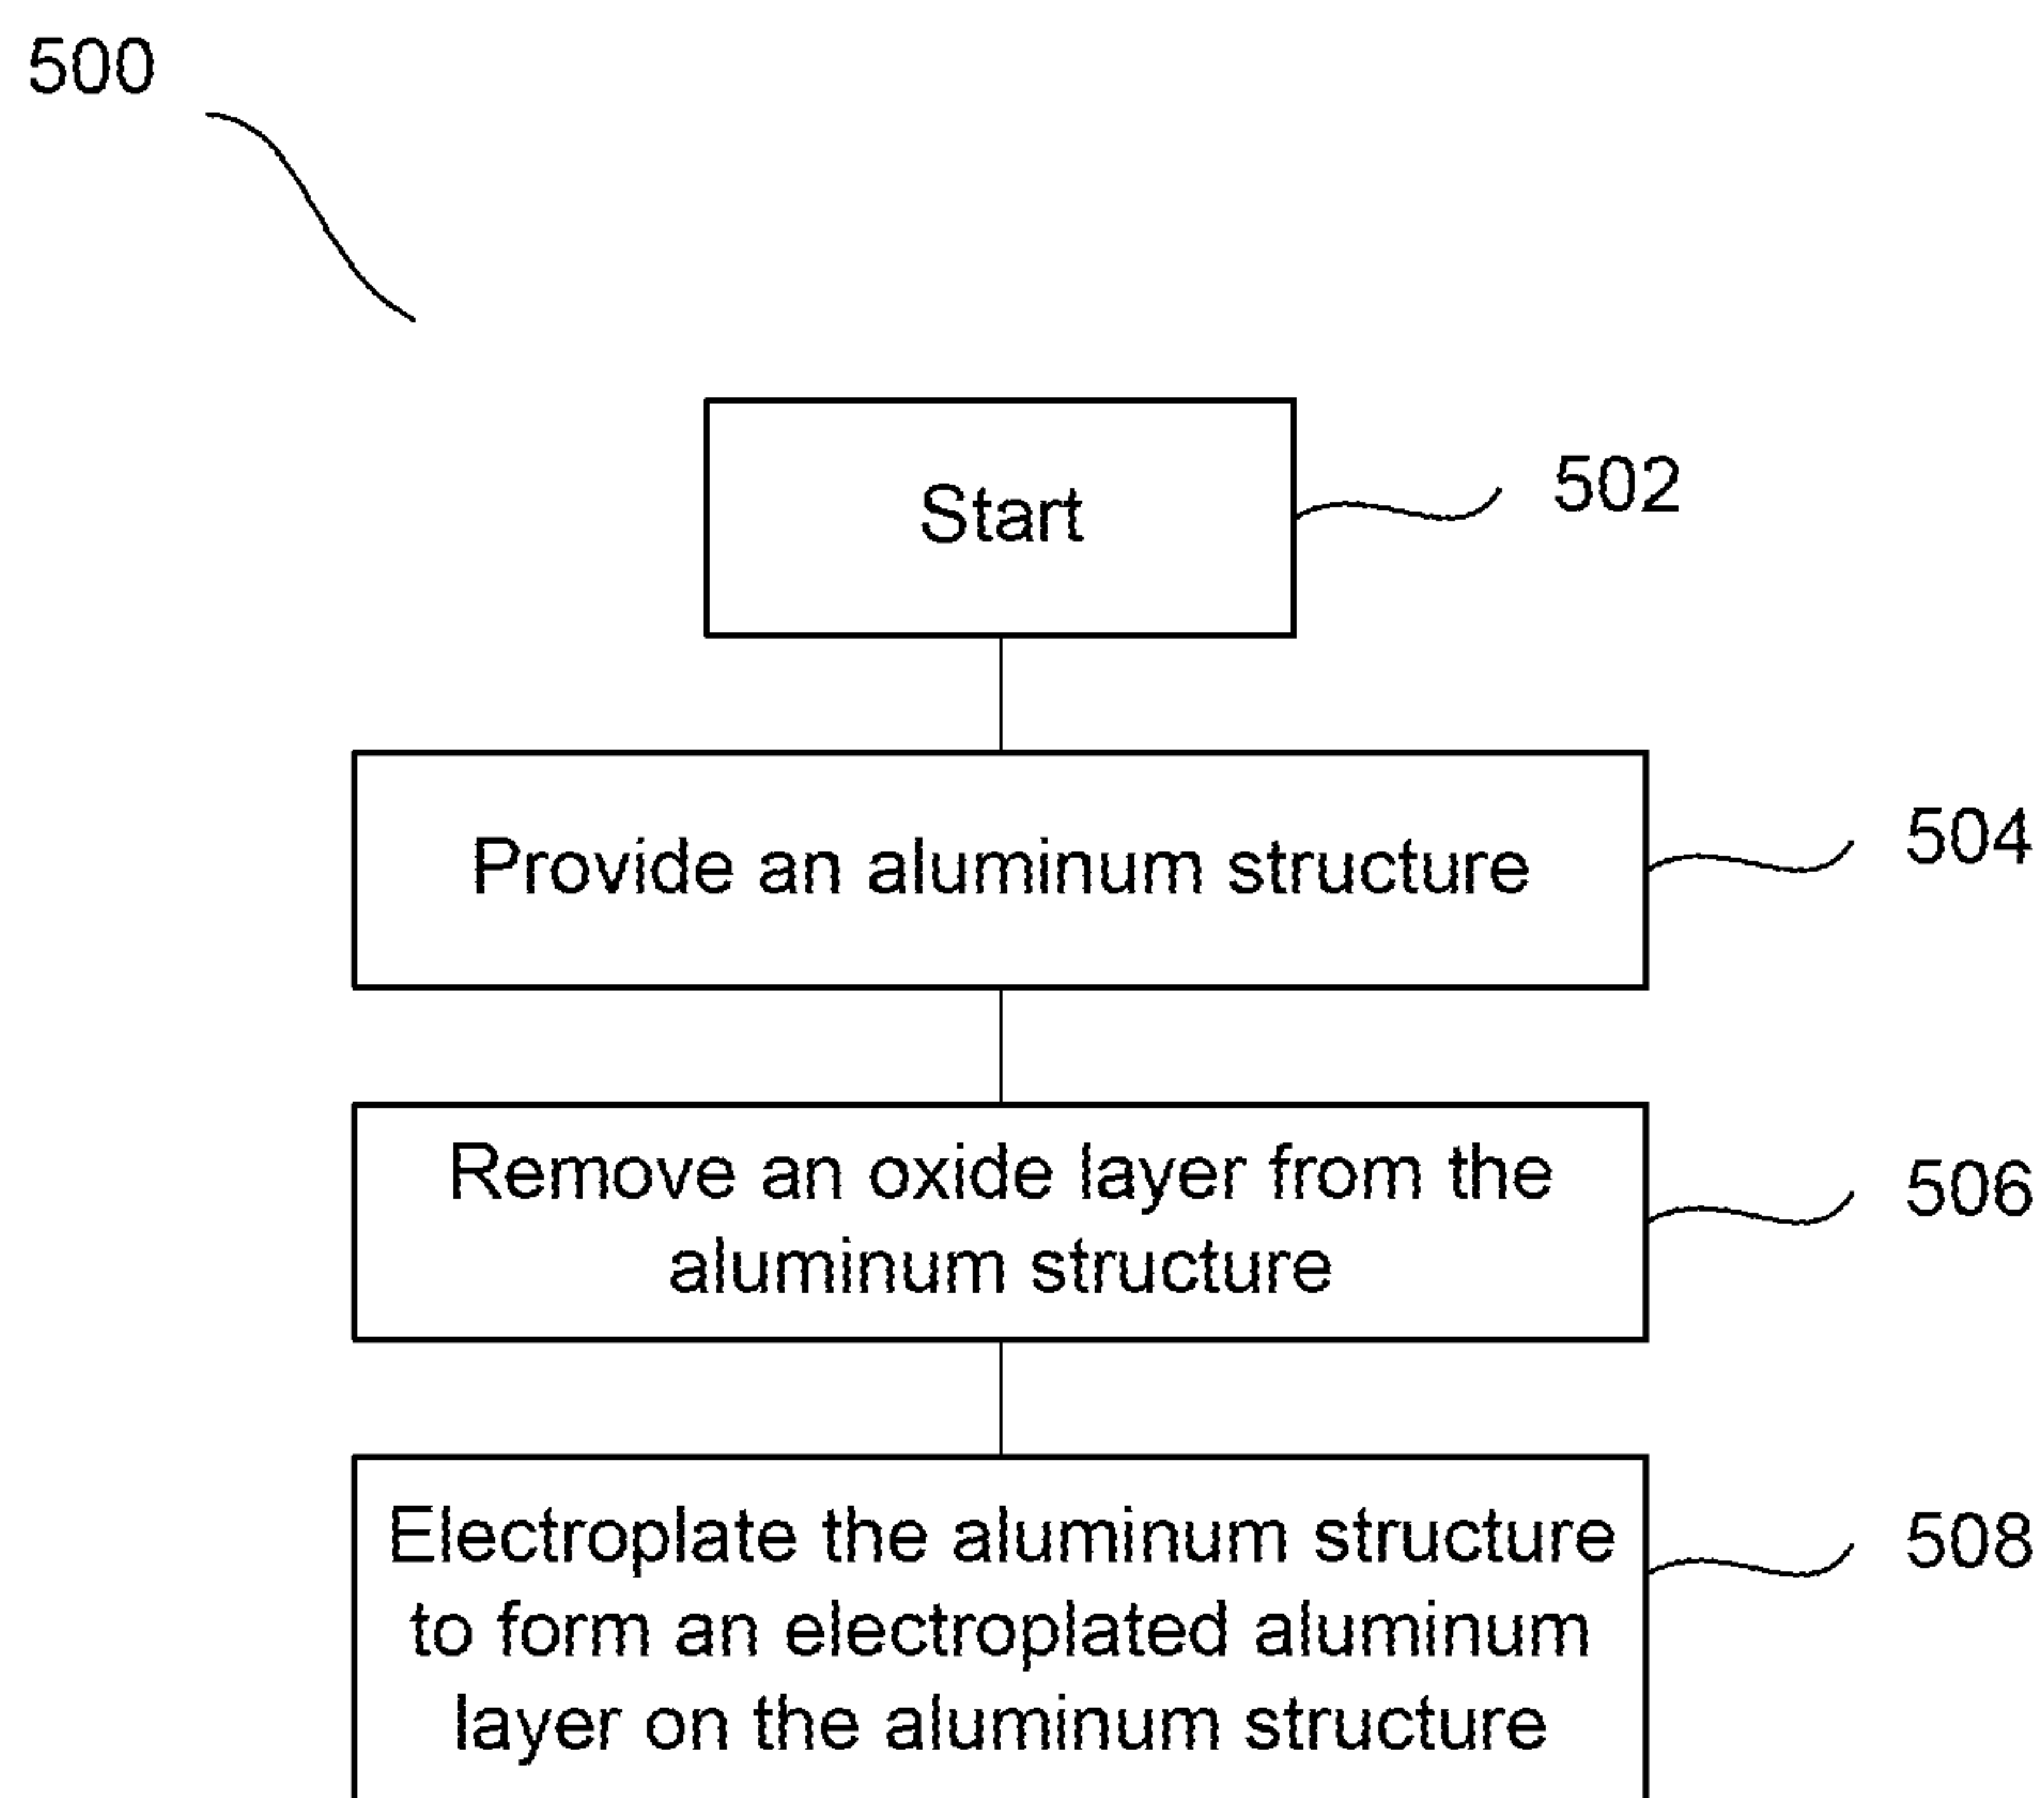 500
Start
502
Provide an aluminum structure
504
Remove an oxide layer from the
aluminum structure
506
Electroplate the aluminum structure
to form an electroplated aluminum
layer on the aluminum structure
508